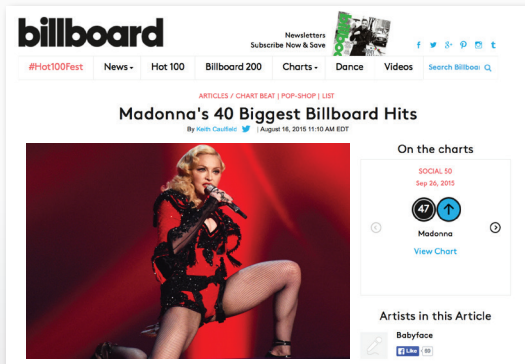 billboard
Newsletters
Subscribe Now & Save
#Hot100Fest News Hot 100 Billboard 200 Charts Dance Videos Search Billboa
ARTICLES / CHART BEAT | POP-SHOP | LIST
Madonna's 40 Biggest Billboard Hits
By Keith Caulfield | August 16, 2015 11:10 AM EDT
On the charts
SOCIAL 50
Sep 26, 2015
47
Madonna
View Chart
Artists in this Article
Babyface
Like 89